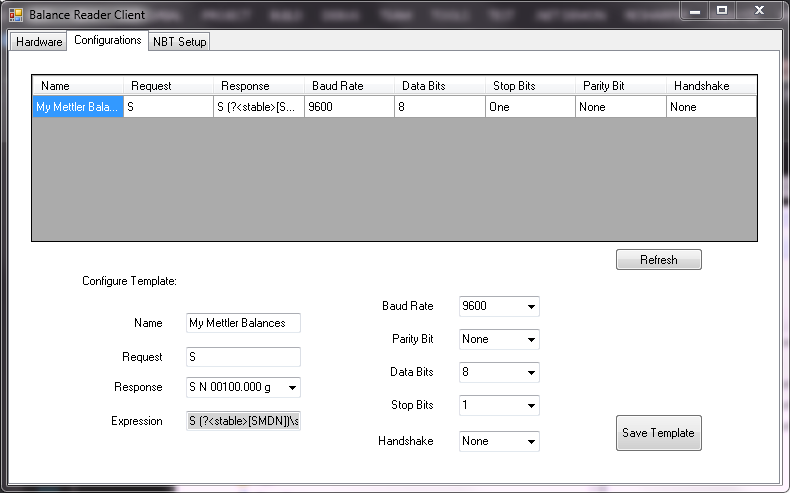 Balance Reader Client
Hardware Configurations NBT Setup
Name Request Response Baud Rate Data Bits Stop Bits Parity Bit Handshake
My Mettler Bala... S S (?<stable>[S... 9600 8 One None None
Refresh
Configure Template:
Baud Rate 9600
Name My Mettler Balances
Parity Bit None
Request S
Data Bits 8
Response S N 00100.000 g
Stop Bits 1
Expression S (?<stable>[SMDN])\s
Handshake None
Save Template